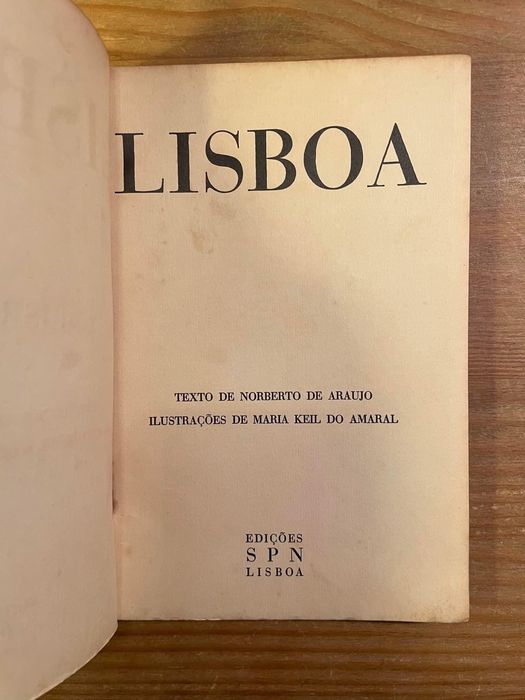 LISBOA
TEXTO DE NORBERTO DE ARAUJO
ILUSTRAÇÕES DE MARIA KEIL DO AMARAL
EDIÇÕES
SPN
LISBOA